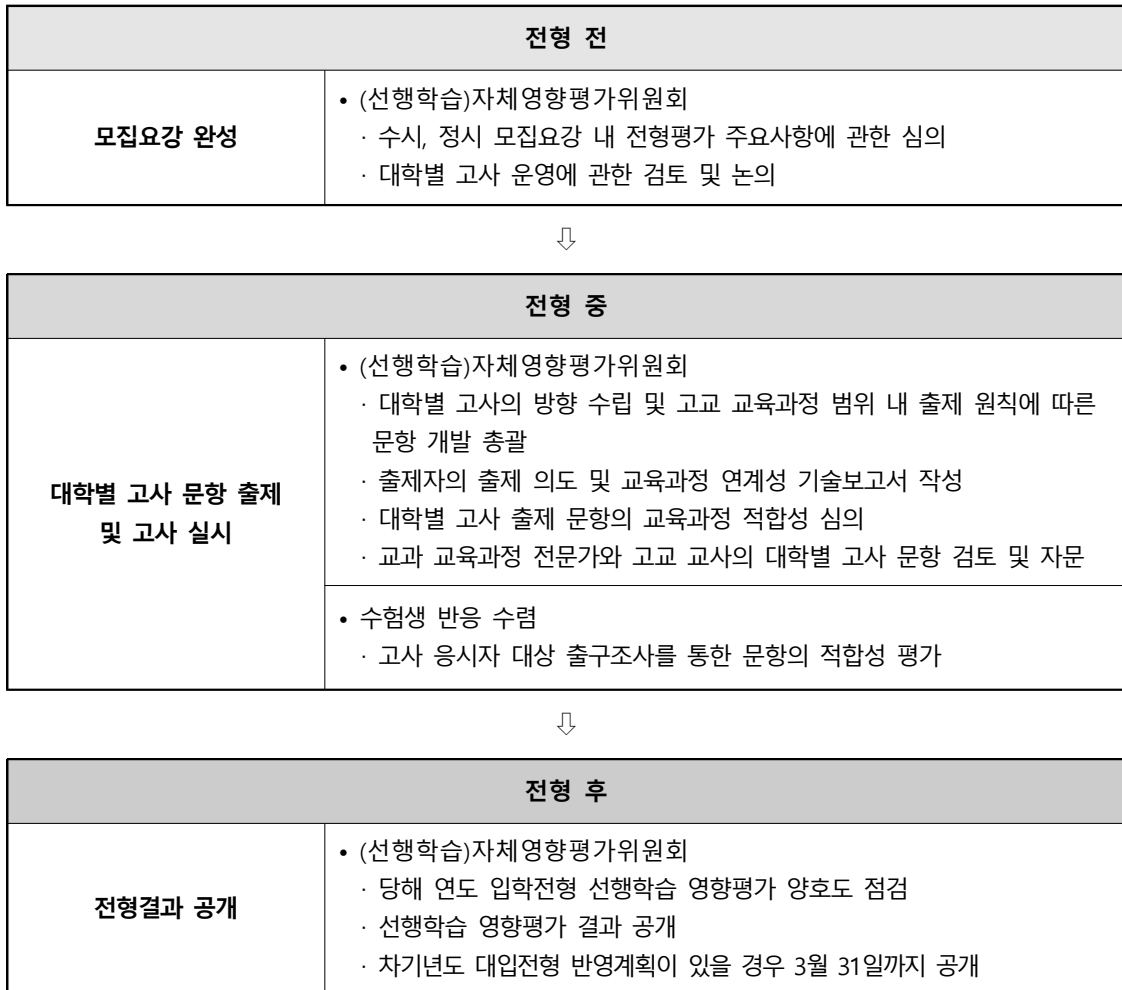 전형 전
모집요강 완성
• (선행학습)자체영향평가위원회
· 수시, 정시 모집요강 내 전형평가 주요사항에 관한 심의
· 대학별 고사 운영에 관한 검토 및 논의
⇩
전형 중
대학별 고사 문항 출제
및 고사 실시
• (선행학습)자체영향평가위원회
· 대학별 고사의 방향 수립 및 고교 교육과정 범위 내 출제 원칙에 따른
문항 개발 총괄
· 출제자의 출제 의도 및 교육과정 연계성 기술보고서 작성
· 대학별 고사 출제 문항의 교육과정 적합성 심의
· 교과 교육과정 전문가와 고교 교사의 대학별 고사 문항 검토 및 자문
• 수험생 반응 수렴
· 고사 응시자 대상 출구조사를 통한 문항의 적합성 평가
⇩
전형 후
전형결과 공개
• (선행학습)자체영향평가위원회
· 당해 연도 입학전형 선행학습 영향평가 양호도 점검
· 선행학습 영향평가 결과 공개
· 차기년도 대입전형 반영계획이 있을 경우 3월 31일까지 공개